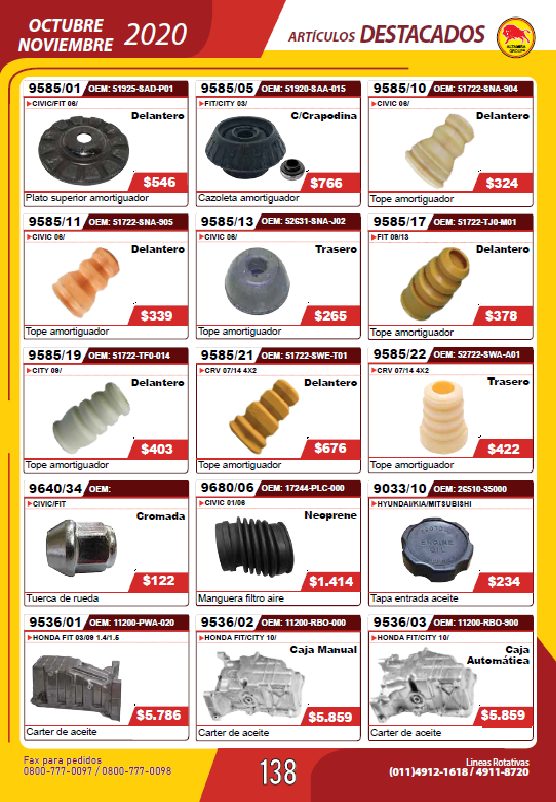 OCTUBRE
NOVIEMBRE 2020
ARTÍCULOS DESTACADOS
ALTAMIRA
GROUP
9585/01 OEM: 51925-SAD-P01
CIVIC/FIT 06/
Delantero
$546
Plato superior amortiguador
9585/05 OEM: 51920-SAA-015
FIT/CITY 03/
C/Crapodina
$766
Cazoleta amortiguador
9585/10 OEM: 51722-SNA-904
CIVIC 06/
Delantero
$324
Tope amortiguador
9585/11 OEM: 51722-SNA-905
CIVIC 06/
Delantero
$339
Tope amortiguador
9585/13 OEM: 52631-SNA-J02
CIVIC 06/
Trasero
$265
Tope amortiguador
9585/17 OEM: 51722-TJ0-M01
FIT 09/13
Delantero
$378
Tope amortiguador
9585/19 OEM: 51722-TF0-014
CITY 09/
Delantero
$403
Tope amortiguador
9585/21 OEM: 51722-SWE-T01
CRV 07/14 4X2
Delantero
$676
Tope amortiguador
9585/22 OEM: 52722-SWA-A01
CRV 07/14 4X2
Trasero
$422
Tope amortiguador
9640/34 OEM:
CIVIC/FIT
Cromada
$122
Tuerca de rueda
9680/06 OEM: 17244-PLC-000
CIVIC 01/06
Neoprene
$1.414
Manguera filtro aire
9033/10 OEM: 26510-35000
HYUNDAI/KIA/MITSUBISHI
ENGINE
OIL
$234
Tapa entrada aceite
9536/01 OEM: 11200-PWA-020
HONDA FIT 03/09 1.4/1.5
$5.786
Carter de aceite
9536/02 OEM: 11200-RBO-000
HONDA FIT/CITY 10/
Caja Manual
$5.859
Carter de aceite
9536/03 OEM: 11200-RBO-900
HONDA FIT/CITY 10/
Caja
Automática
$5.859
Carter de aceite
Fax para pedidos
0800-777-0097 / 0800-777-0098
138
Lineas Rotativas
(011)4912-1618 / 4911-8720